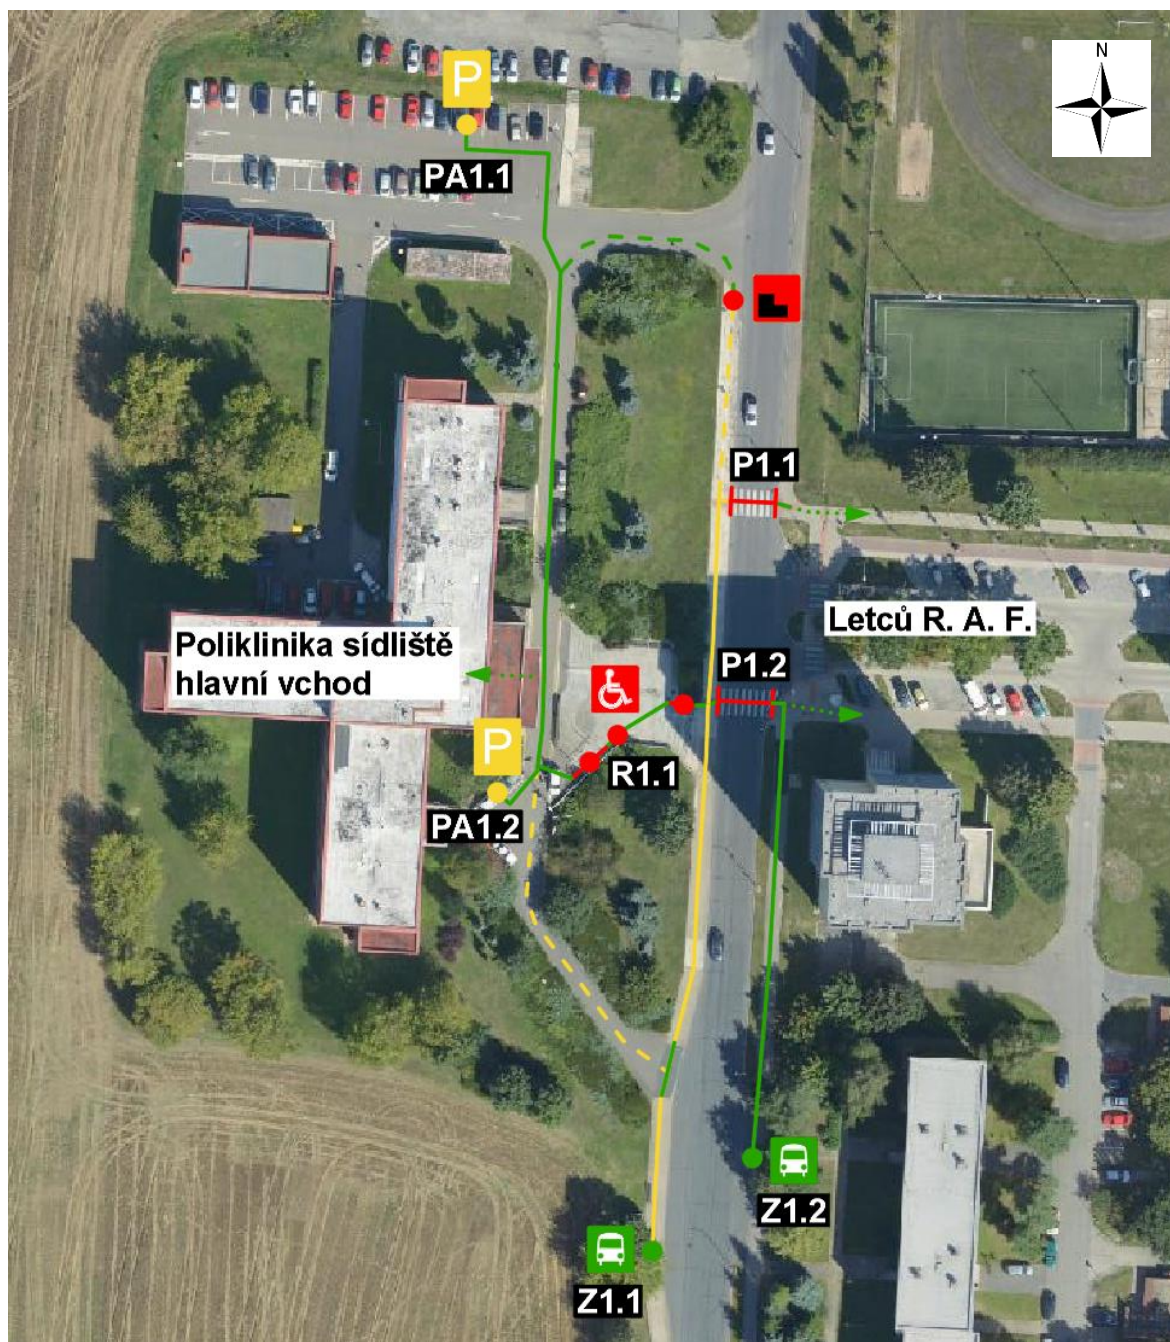 N
P
PA1.1
P1.1
Letců R. A. F.
Poliklinika sídliště
hlavní vchod
P1.2
P
R1.1
PA1.2
Z1.2
Z1.1